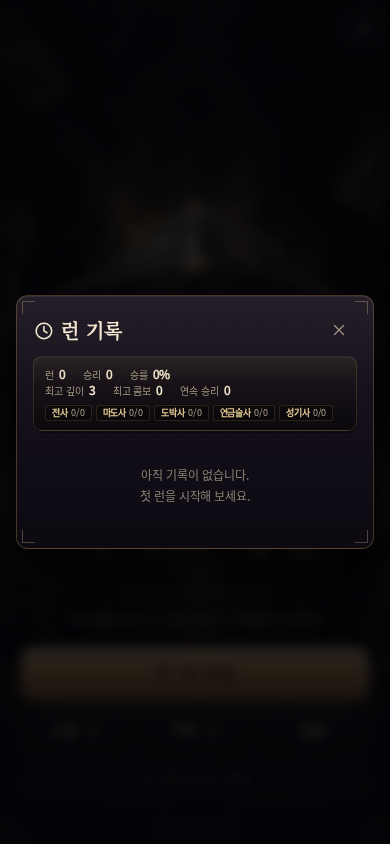 런 기록
런 0 승리 0 승률 0%
최고 깊이 3 최고 콤보 0 연속 승리 0
전사 0/0 마도사 0/0 도박사 0/0 연금술사 0/0 성기사 0/0
아직 기록이 없습니다.
첫 런을 시작해 보세요.